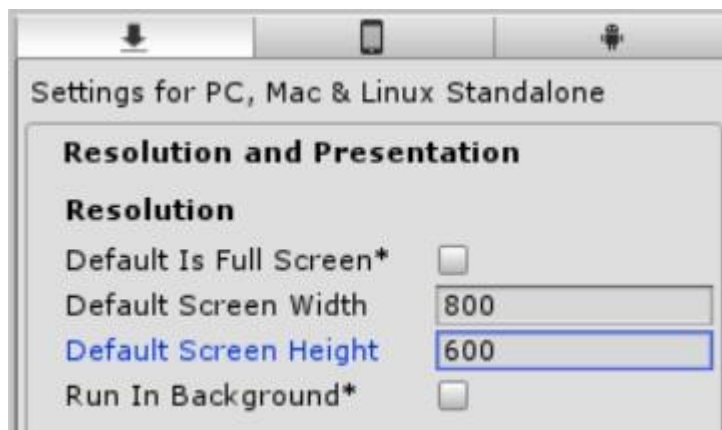 Settings for PC, Mac & Linux Standalone
Resolution and Presentation
Resolution
Default Is Full Screen*
Default Screen Width 800
Default Screen Height 600
Run In Background*